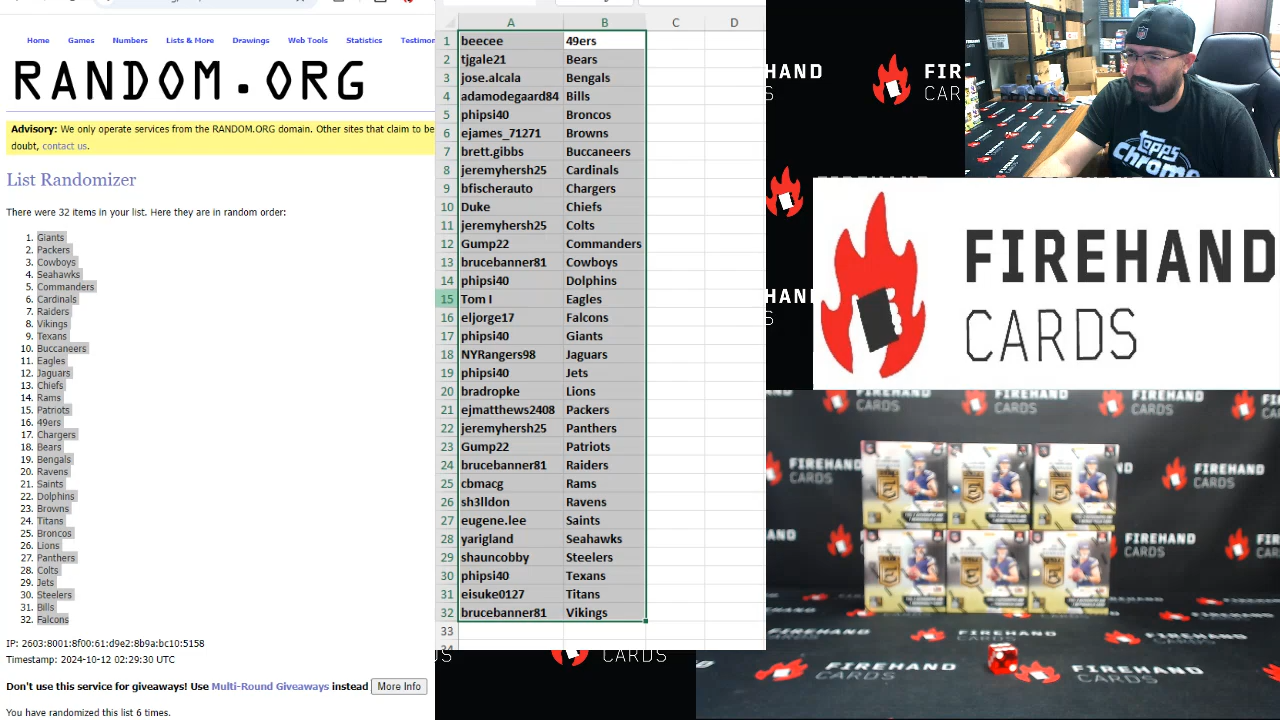 Home Games Numbers Lists & More Drawings Web Tools Statistics Testimor
RANDOM.ORG
Advisory: We only operate services from the RANDOM.ORG domain. Other sites that claim to be
doubt, contact us.
List Randomizer
There were 32 items in your list. Here they are in random order:
1. Giants
2. Packers
3. Cowboys
4. Seahawks
5. Commanders
6. Cardinals
7. Raiders
8. Vikings
9. Texans
10. Buccaneers
11. Eagles
12. Jaguars
13. Chiefs
14. Rams
15. Patriots
16. 49ers
17. Chargers
18. Bears
19. Bengals
20. Ravens
21. Saints
22. Dolphins
23. Browns
24. Titans
25. Broncos
26. Lions
27. Panthers
28. Colts
29. Jets
30. Steelers
31. Bills
32. Falcons
IP: 2603:8001:8f00:61:d9e2:8b9a:bc10:5158
Timestamp: 2024-10-12 02:29:30 UTC
Don't use this service for giveaways! Use Multi-Round Giveaways instead More Info
You have randomized this list 6 times.
A B C D
1 beecee 49ers
2 tjgale21 Bears
3 jose.alcala Bengals
4 adamodegaard84 Bills
5 phipsi40 Broncos
6 ejames_71271 Browns
7 brett.gibbs Buccaneers
8 jeremyhersh25 Cardinals
9 bfischerauto Chargers
10 Duke Chiefs
11 jeremyhersh25 Colts
12 Gump22 Commanders
13 brucebanner81 Cowboys
14 phipsi40 Dolphins
15 Tom I Eagles
16 eljorge17 Falcons
17 phipsi40 Giants
18 NYRangers98 Jaguars
19 phipsi40 Jets
20 bradropke Lions
21 ejmatthews2408 Packers
22 jeremyhersh25 Panthers
23 Gump22 Patriots
24 brucebanner81 Raiders
25 cbmacg Rams
26 sh3lldon Ravens
27 eugene.lee Saints
28 yarigland Seahawks
29 shauncobby Steelers
30 phipsi40 Texans
31 eisuke0127 Titans
32 brucebanner81 Vikings
33
topps
Chrome
FIREHAND
CARDS
FIREHAND
CARDS
FIREHAND
CARDS
FIREHAND
CARDS
FIREHAND
CARDS